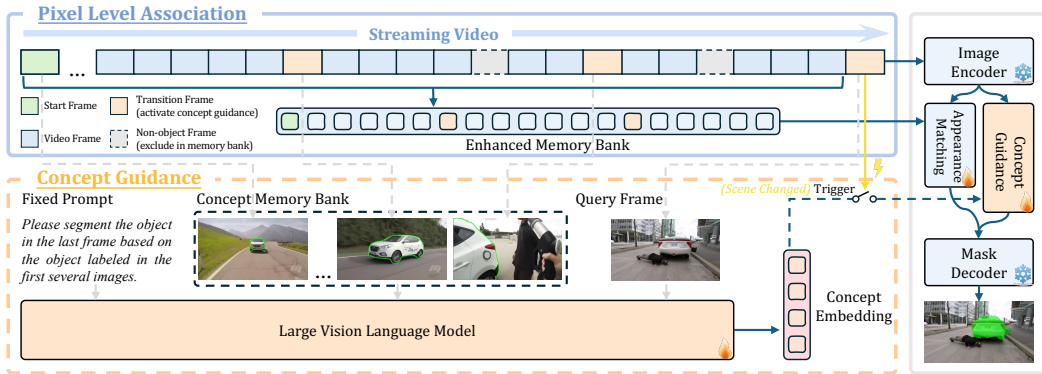 Pixel Level Association
Streaming Video
...
Start Frame
Transition Frame
(activate concept guidance)
Video Frame
Non-object Frame
(exclude in memory bank)
Enhanced Memory Bank
Image
Encoder
Appearance
Matching
Concept
Guidance
Mask
Decoder
Concept Guidance
(Scene Changed) Trigger
Fixed Prompt
Please segment the object
in the last frame based on
the object labeled in the
first several images.
Concept Memory Bank
...
Query Frame
Large Vision Language Model
Concept
Embedding